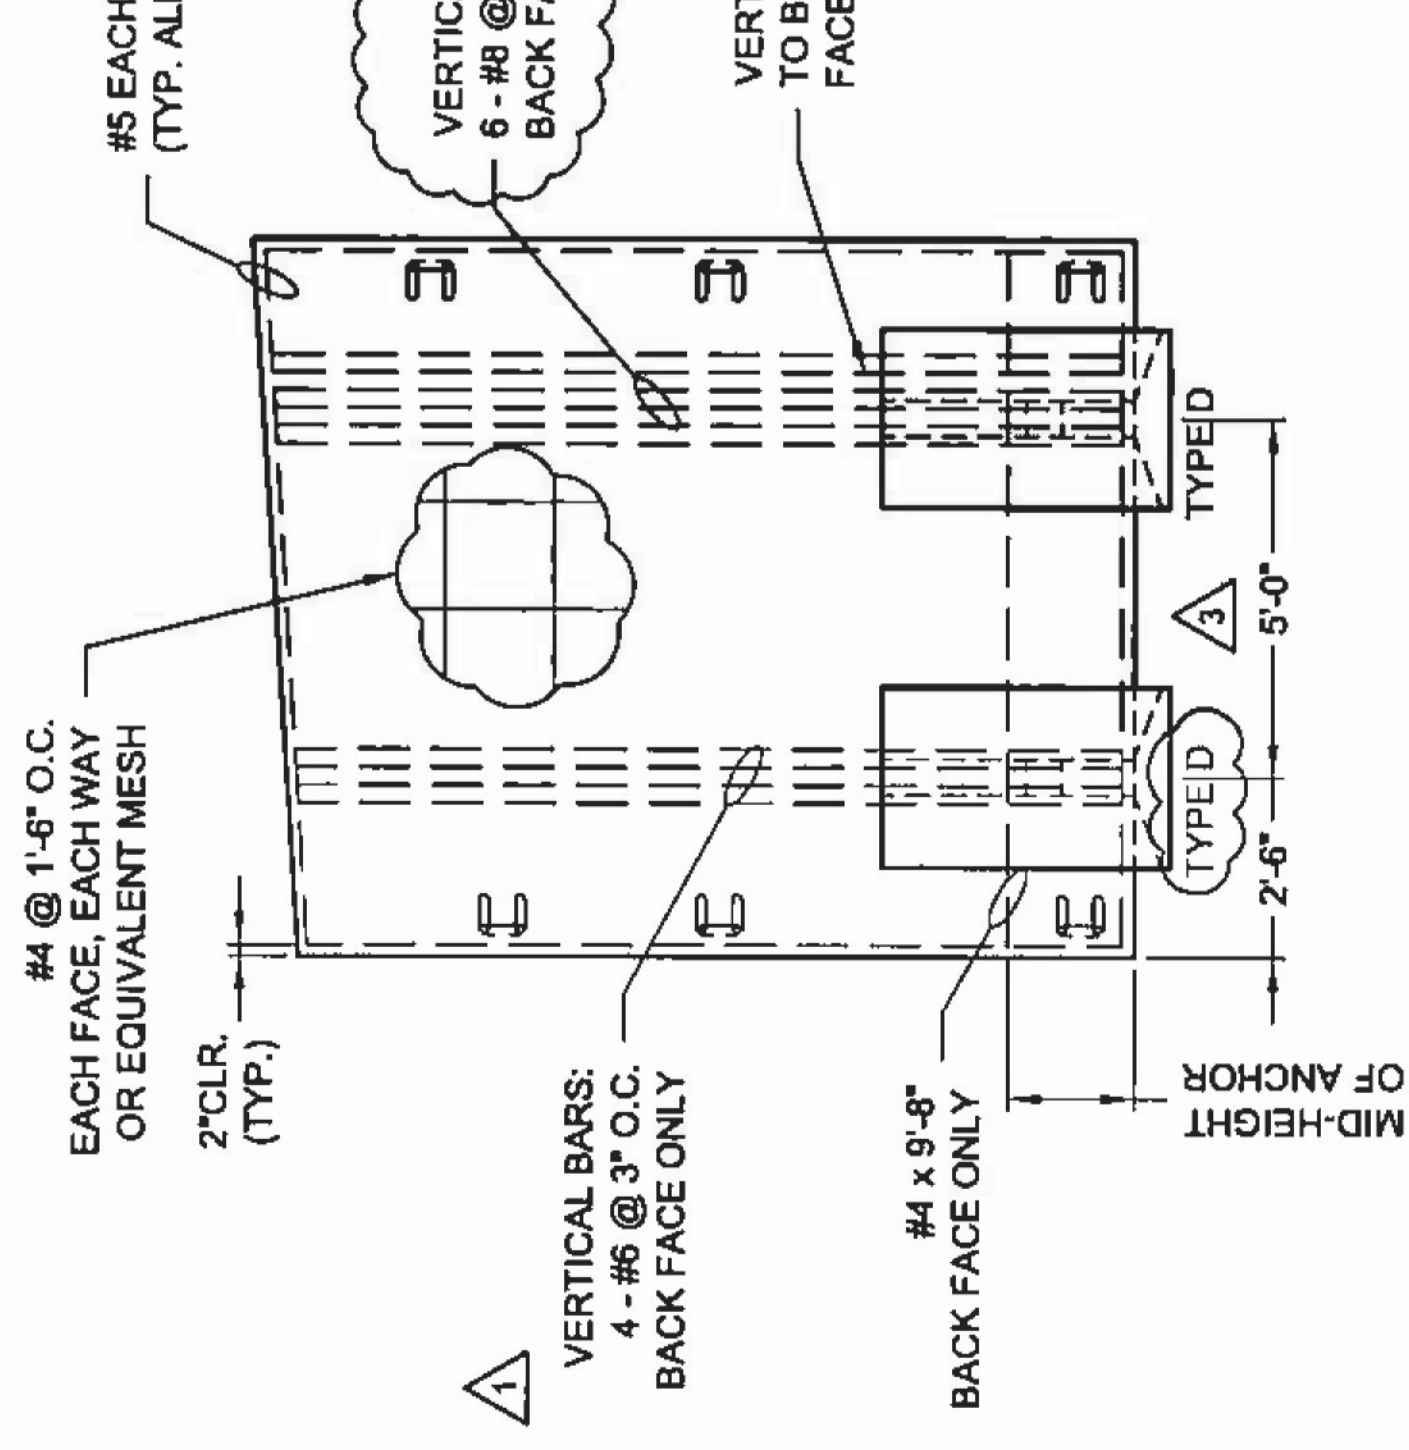 #4 @ 1'-6" O.C.
EACH FACE, EACH WAY
OR EQUIVALENT MESH
2"CLR.
(TYP.)
#5 EACH
(TYP. AL
VERTIC
6 - #8 @
BACK FA
VERT
TO B
FACE
1
VERTICAL BARS:
4 - #6 @ 3" O.C.
BACK FACE ONLY
#4 x 9'-8"
BACK FACE ONLY
MID-HEIGHT
OF ANCHOR
TYPE D
TYPED
2'-6"
5'-0"
3